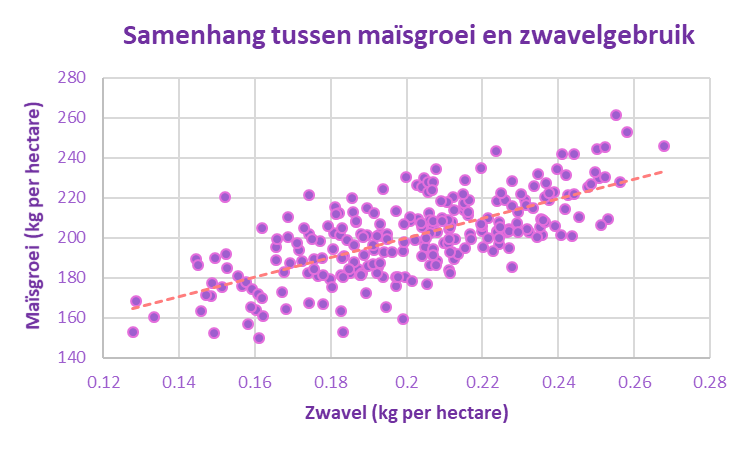 Samenhang tussen maïsgroei en zwavelgebruik
Maïsgroei (kg per hectare)
280
260
240
220
200
180
160
140
0.12 0.14 0.16 0.18 0.2 0.22 0.24 0.26 0.28
Zwavel (kg per hectare)